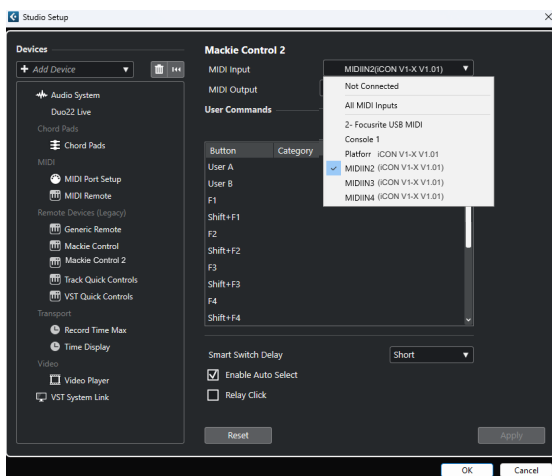 Studio Setup
Devices
+ Add Device
Audio System
Duo22 Live
Chord Pads
Chord Pads
MIDI
MIDI Port Setup
MIDI Remote
Remote Devices (Legacy)
Generic Remote
Mackie Control
Mackie Control 2
Track Quick Controls
VST Quick Controls
Transport
Record Time Max
Time Display
Video
Video Player
VST System Link
Mackie Control 2
MIDI Input
MIDIIN2(iCON V1-X V1.01)
MIDI Output
Not Connected
All MIDI Inputs
2- Focusrite USB MIDI
Console 1
Platforr iCON V1-X V1.01
MIDIIN2 (iCON V1-X V1.01)
MIDIIN3 (iCON V1-X V1.01)
MIDIIN4 (iCON V1-X V1.01)
User Commands
Button Category
User A
User B
F1
Shift+F1
F2
Shift+F2
F3
Shift+F3
F4
Shift+F4
Smart Switch Delay Short
Enable Auto Select
Relay Click
Reset Apply
OK Cancel